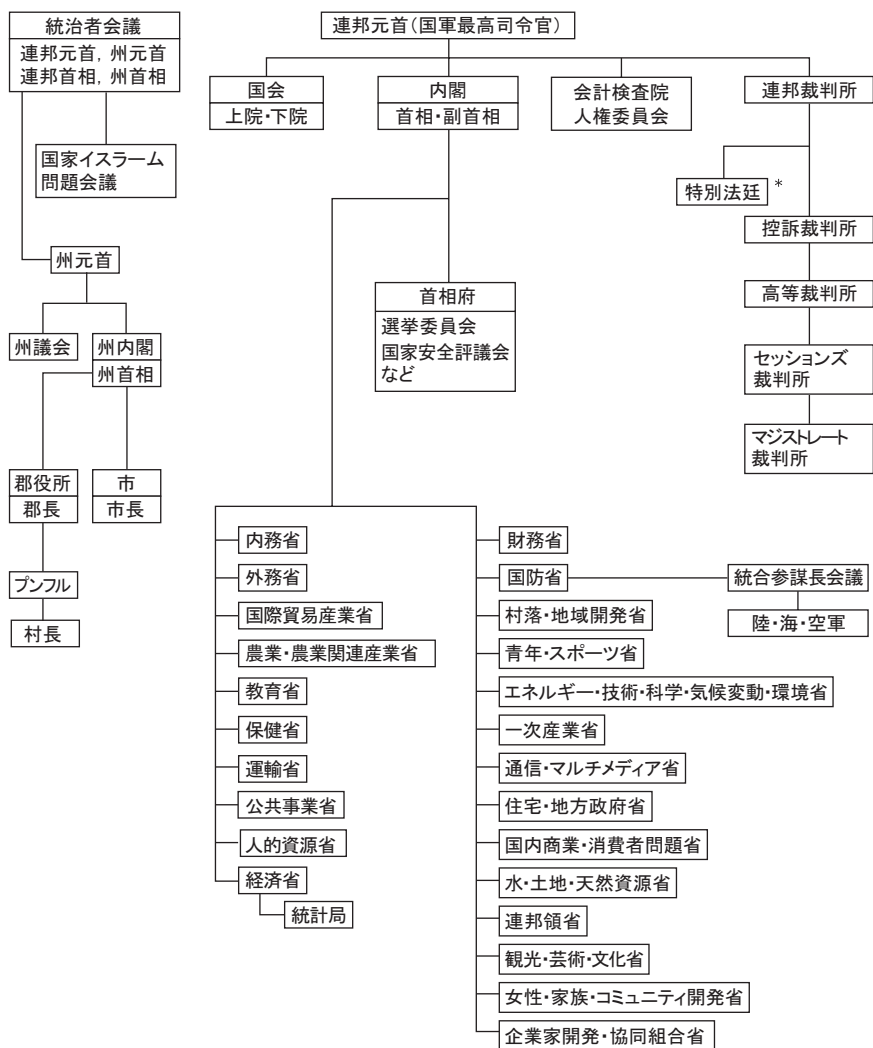 統治者会議
連邦元首，州元首
連邦首相，州首相
国家イスラーム
問題会議
州元首
州議会
州内閣
州首相
郡役所
郡長
市
市長
プンフル
村長
連邦元首（国軍最高司令官）
国会
上院・下院
内閣
首相・副首相
会計検査院
人権委員会
連邦裁判所
特別法廷 *
控訴裁判所
高等裁判所
セッションズ
裁判所
マジストレート
裁判所
首相府
選挙委員会
国家安全評議会
など
内務省
外務省
国際貿易産業省
農業・農業関連産業省
教育省
保健省
運輸省
公共事業省
人的資源省
経済省
統計局
財務省
国防省
統合参謀長会議
陸・海・空軍
村落・地域開発省
青年・スポーツ省
エネルギー・技術・科学・気候変動・環境省
一次産業省
通信・マルチメディア省
住宅・地方政府省
国内商業・消費者問題省
水・土地・天然資源省
連邦領省
観光・芸術・文化省
女性・家族・コミュニティ開発省
企業家開発・協同組合省